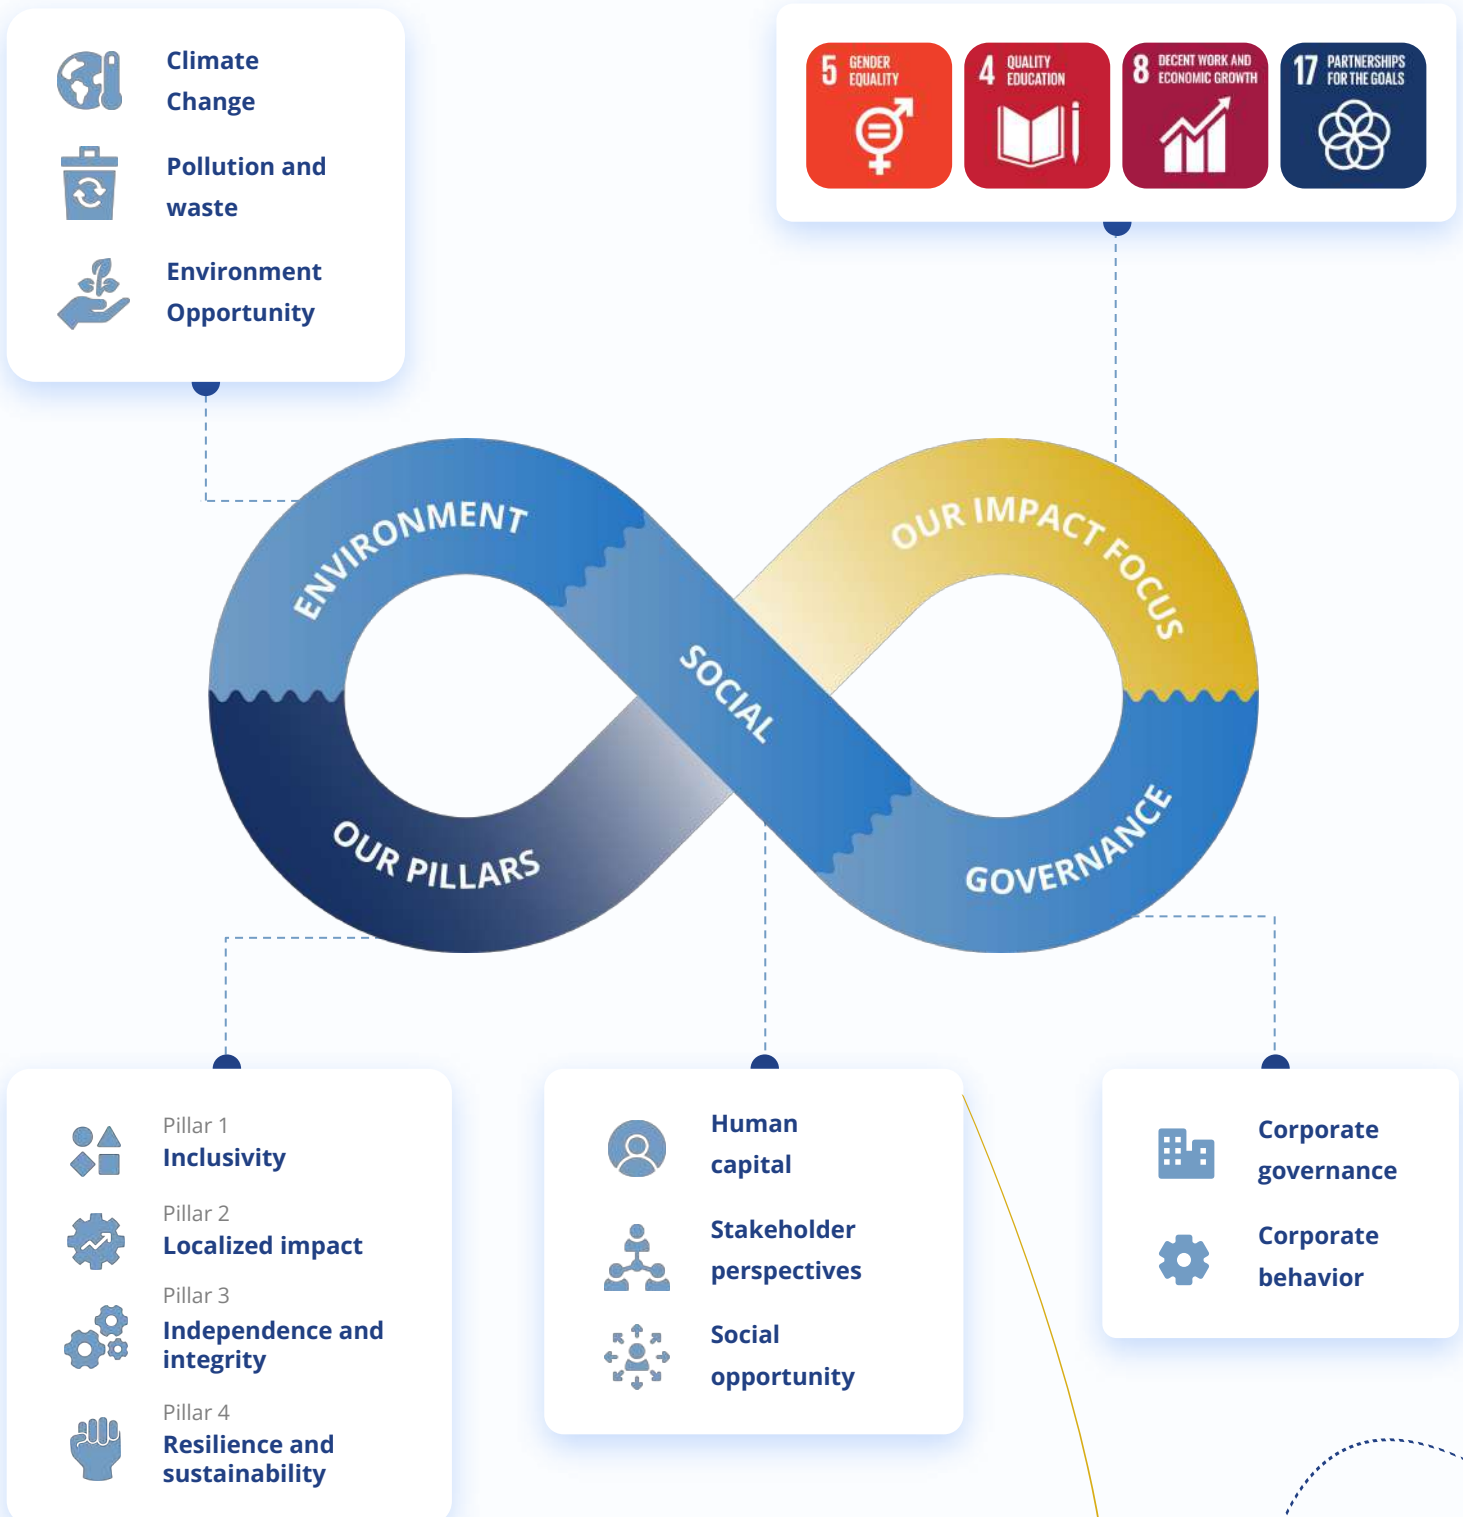 Climate
Change
Pollution and
waste
Environment
Opportunity
5 GENDER
EQUALITY
4 QUALITY
EDUCATION
8 DECENT WORK AND
ECONOMIC GROWTH
17 PARTNERSHIPS
FOR THE GOALS
ENVIRONMENT
OUR IMPACT FOCUS
SOCIAL
OUR PILLARS
GOVERNANCE
Pillar 1
Inclusivity
Pillar 2
Localized impact
Pillar 3
Independence and
integrity
Pillar 4
Resilience and
sustainability
Human
capital
Stakeholder
perspectives
Social
opportunity
Corporate
governance
Corporate
behavior